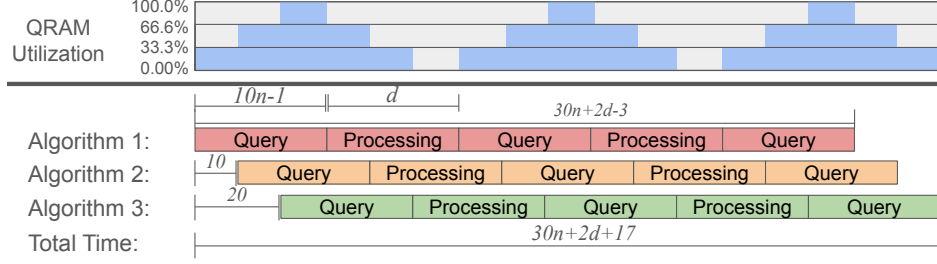 100.0%
QRAM 66.6%
Utilization 33.3%
0.00%
10n-1 d
30n+2d-3
Algorithm 1: Query Processing Query Processing Query
10
Algorithm 2: Query Processing Query Processing Query
20
Algorithm 3: Query Processing Query Processing Query
Total Time: 30n+2d+17